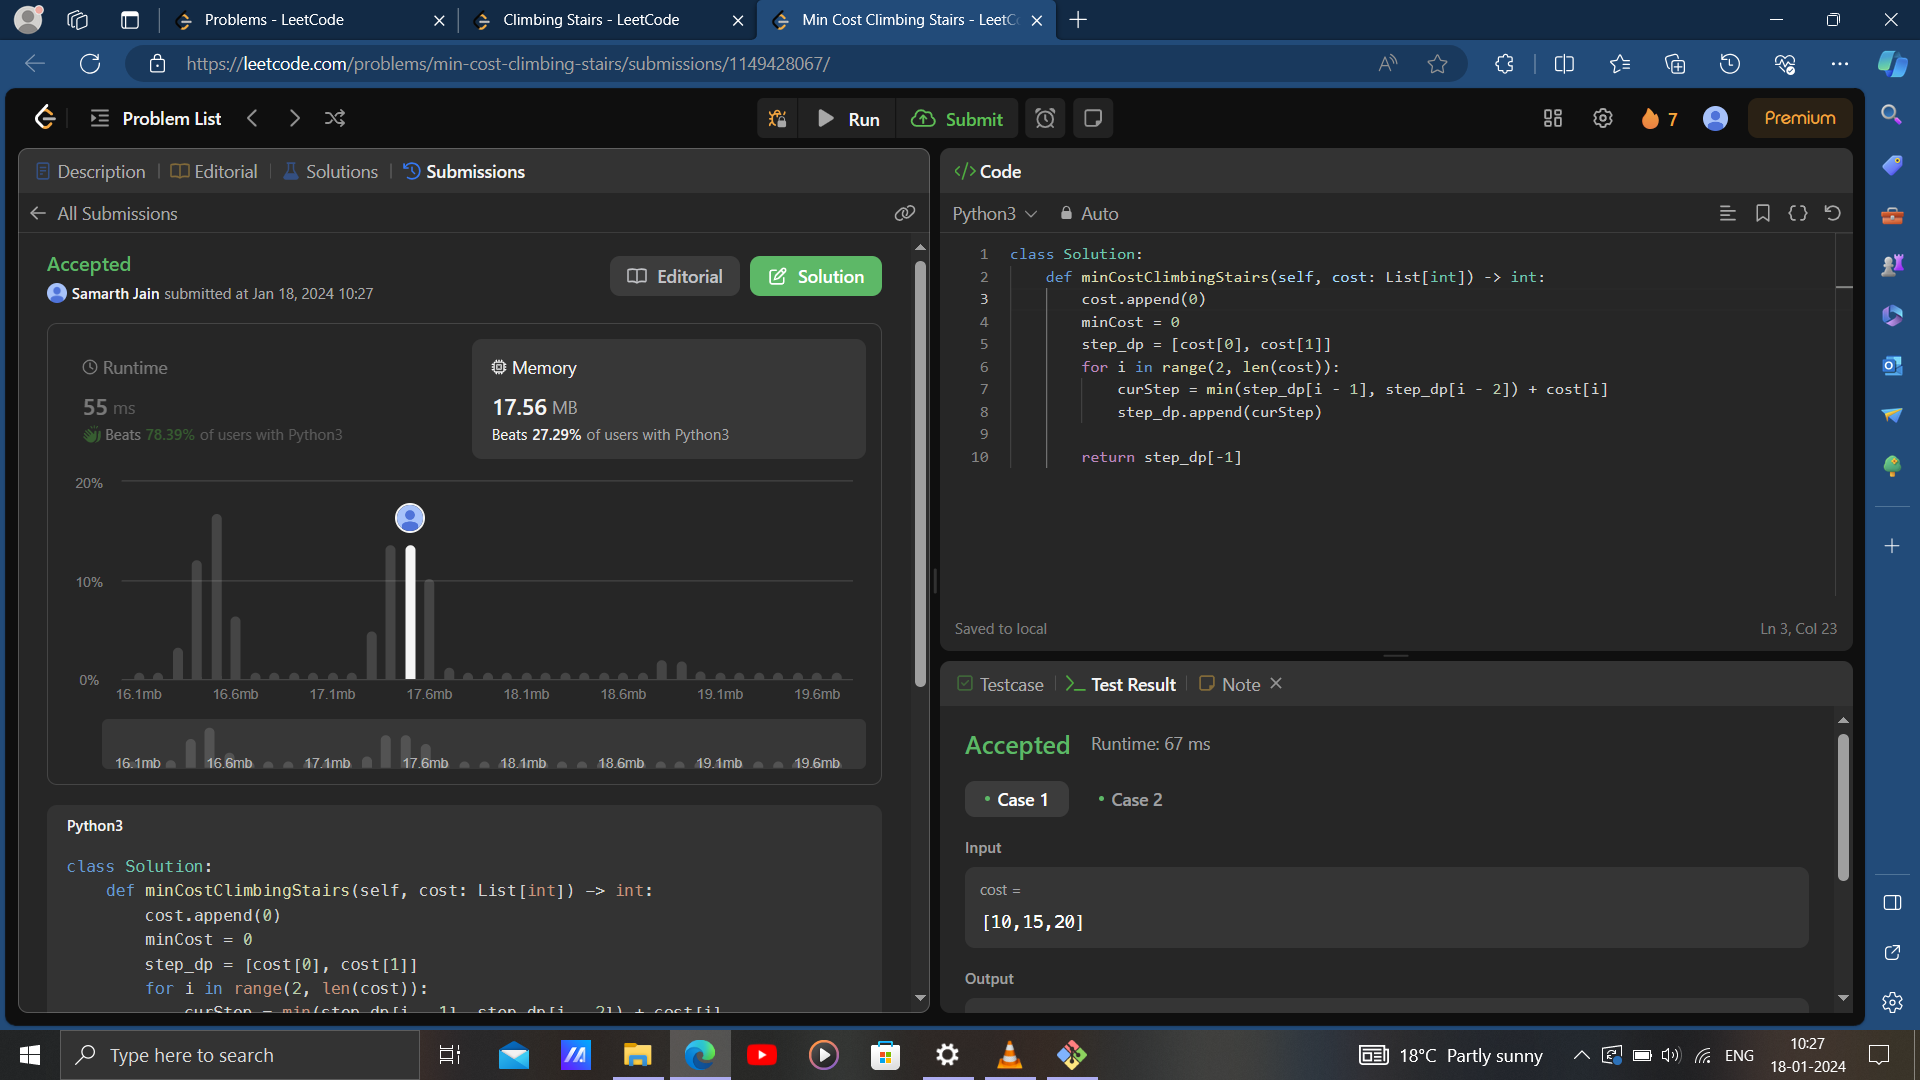 Problems - LeetCode
Climbing Stairs - LeetCode
Min Cost Climbing Stairs - LeetC
https://leetcode.com/problems/min-cost-climbing-stairs/submissions/1149428067/
Problem List
Run
Submit
7
Premium
Description
Editorial
Solutions
Submissions
All Submissions
Accepted
Samarth Jain submitted at Jan 18, 2024 10:27
Editorial
Solution
Runtime
55 ms
Beats 78.39% of users with Python3
Memory
17.56 MB
Beats 27.29% of users with Python3
20%
10%
0%
16.1mb 16.6mb 17.1mb 17.6mb 18.1mb 18.6mb 19.1mb 19.6mb
16.1mb 16.6mb 17.1mb 17.6mb 18.1mb 18.6mb 19.1mb 19.6mb
Python3
class Solution:
def minCostClimbingStairs(self, cost: List[int]) -> int:
cost.append(0)
minCost = 0
step_dp = [cost[0], cost[1]]
for i in range(2, len(cost)):
curStep = min(step_dp[i - 1], step_dp[i - 2]) + cost[i]
</> Code
Python3
Auto
1 class Solution:
2 def minCostClimbingStairs(self, cost: List[int]) -> int:
3 cost.append(0)
4 minCost = 0
5 step_dp = [cost[0], cost[1]]
6 for i in range(2, len(cost)):
7 curStep = min(step_dp[i - 1], step_dp[i - 2]) + cost[i]
8 step_dp.append(curStep)
9
10 return step_dp[-1]
Saved to local
Ln 3, Col 23
Testcase
Test Result
Note
Accepted
Runtime: 67 ms
Case 1
Case 2
Input
cost =
[10,15,20]
Output
Type here to search
18°C Partly sunny
ENG
10:27
18-01-2024